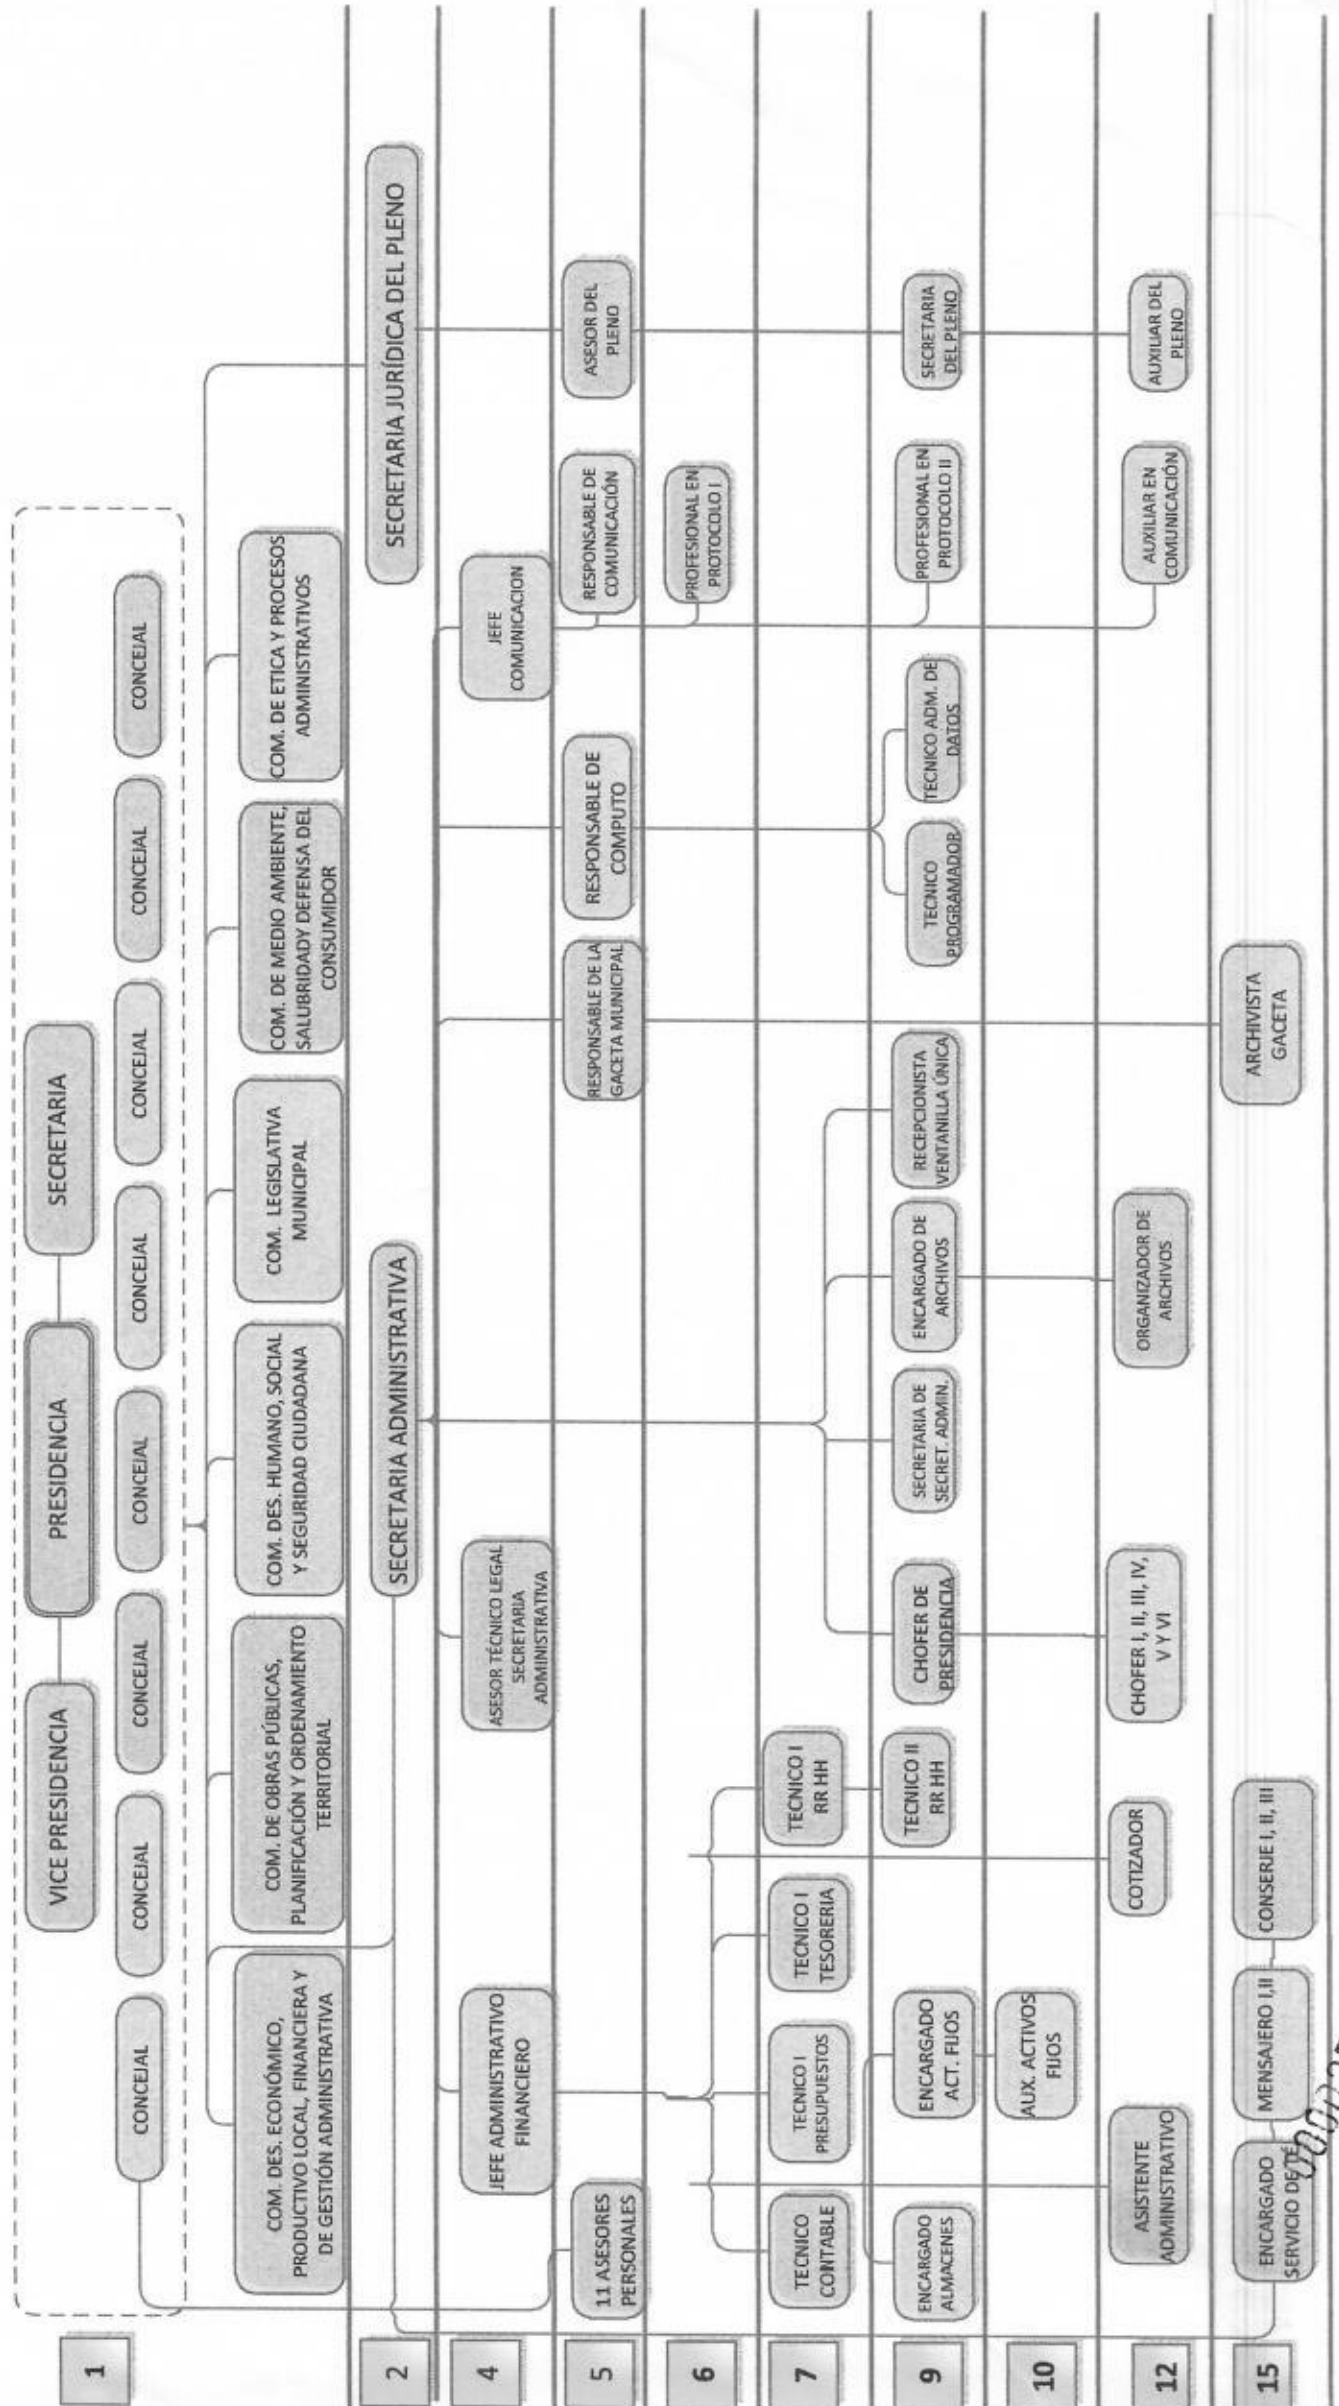 1
VICE PRESIDENCIA
PRESIDENCIA
SECRETARIA
CONCEJAL
CONCEJAL
CONCEJAL
CONCEJAL
CONCEJAL
CONCEJAL
CONCEJAL
CONCEJAL
COM. DES. ECONÓMICO,
PRODUCTIVO LOCAL, FINANCIERA Y
DE GESTIÓN ADMINISTRATIVA
COM. DE OBRAS PÚBLICAS,
PLANIFICACIÓN Y ORDENAMIENTO
TERRITORIAL
COM. DES. HUMANO, SOCIAL
Y SEGURIDAD CIUDADANA
COM. LEGISLATIVA
MUNICIPAL
COM. DE MEDIO AMBIENTE,
SALUBRIDADY DEFENSA DEL
CONSUMIDOR
COM. DE ETICA Y PROCESOS
ADMINISTRATIVOS
2
SECRETARIA ADMINISTRATIVA
SECRETARIA JURÍDICA DEL PLENO
4
JEFE ADMINISTRATIVO
FINANCIERO
ASESOR TÉCNICO LEGAL
SECRETARIA
ADMINISTRATIVA
JEFE
COMUNICACION
5
11 ASESORES
PERSONALES
RESPONSABLE DE LA
GACETA MUNICIPAL
RESPONSABLE DE
COMPUTO
RESPONSABLE DE
COMUNICACIÓN
ASESOR DEL
PLENO
6
PROFESIONAL EN
PROTOCOLO I
7
TECNICO
CONTABLE
TECNICO I
PRESUPUESTOS
TECNICO I
TESORERIA
TECNICO I
RR HH
9
ENCARGADO
ALMACENES
ENCARGADO
ACT. FIJOS
TECNICO II
RR HH
CHOFER DE
PRESIDENCIA
SECRETARIA DE
SECRET. ADMIN.
ENCARGADO DE
ARCHIVOS
RECEPCIONISTA
VENTANILLA ÚNICA
TECNICO
PROGRAMADOR
TECNICO ADM. DE
DATOS
PROFESIONAL EN
PROTOCOLO II
SECRETARIA
DEL PLENO
10
AUX. ACTIVOS
FIJOS
12
ASISTENTE
ADMINISTRATIVO
COTIZADOR
CHOFER I, II, III, IV,
V Y VI
ORGANIZADOR DE
ARCHIVOS
AUXILIAR EN
COMUNICACIÓN
AUXILIAR DEL
PLENO
15
ENCARGADO
SERVICIO DE TÉ
MENSAJERO I,II
CONSERJE I, II, III
ARCHIVISTA
GACETA